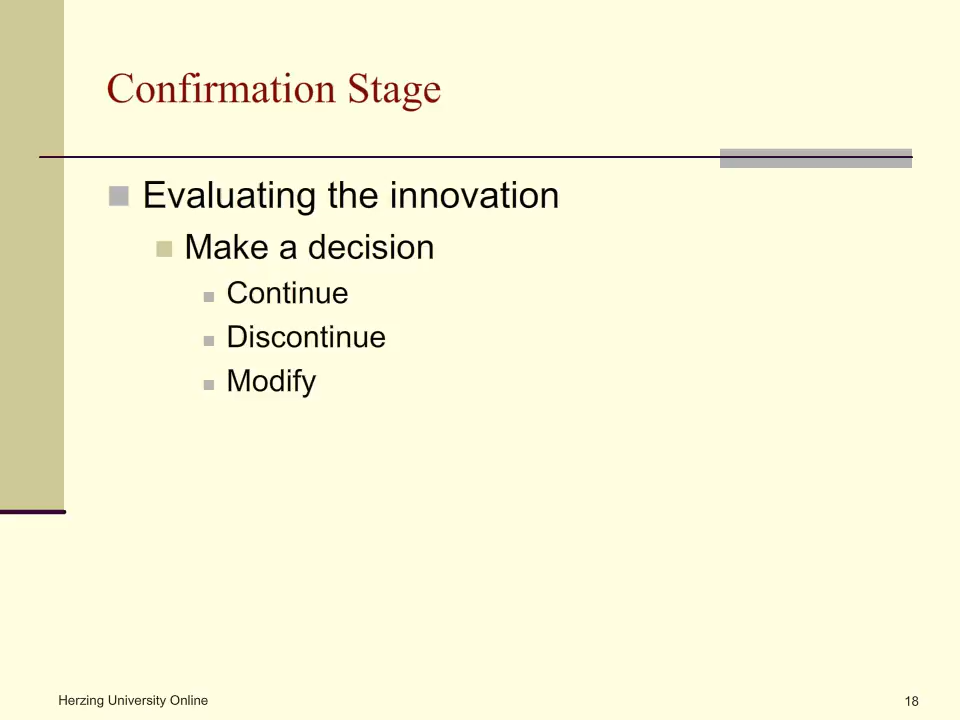 Confirmation Stage
Evaluating the innovation
Make a decision
Continue
Discontinue
Modify
Herzing University Online
18